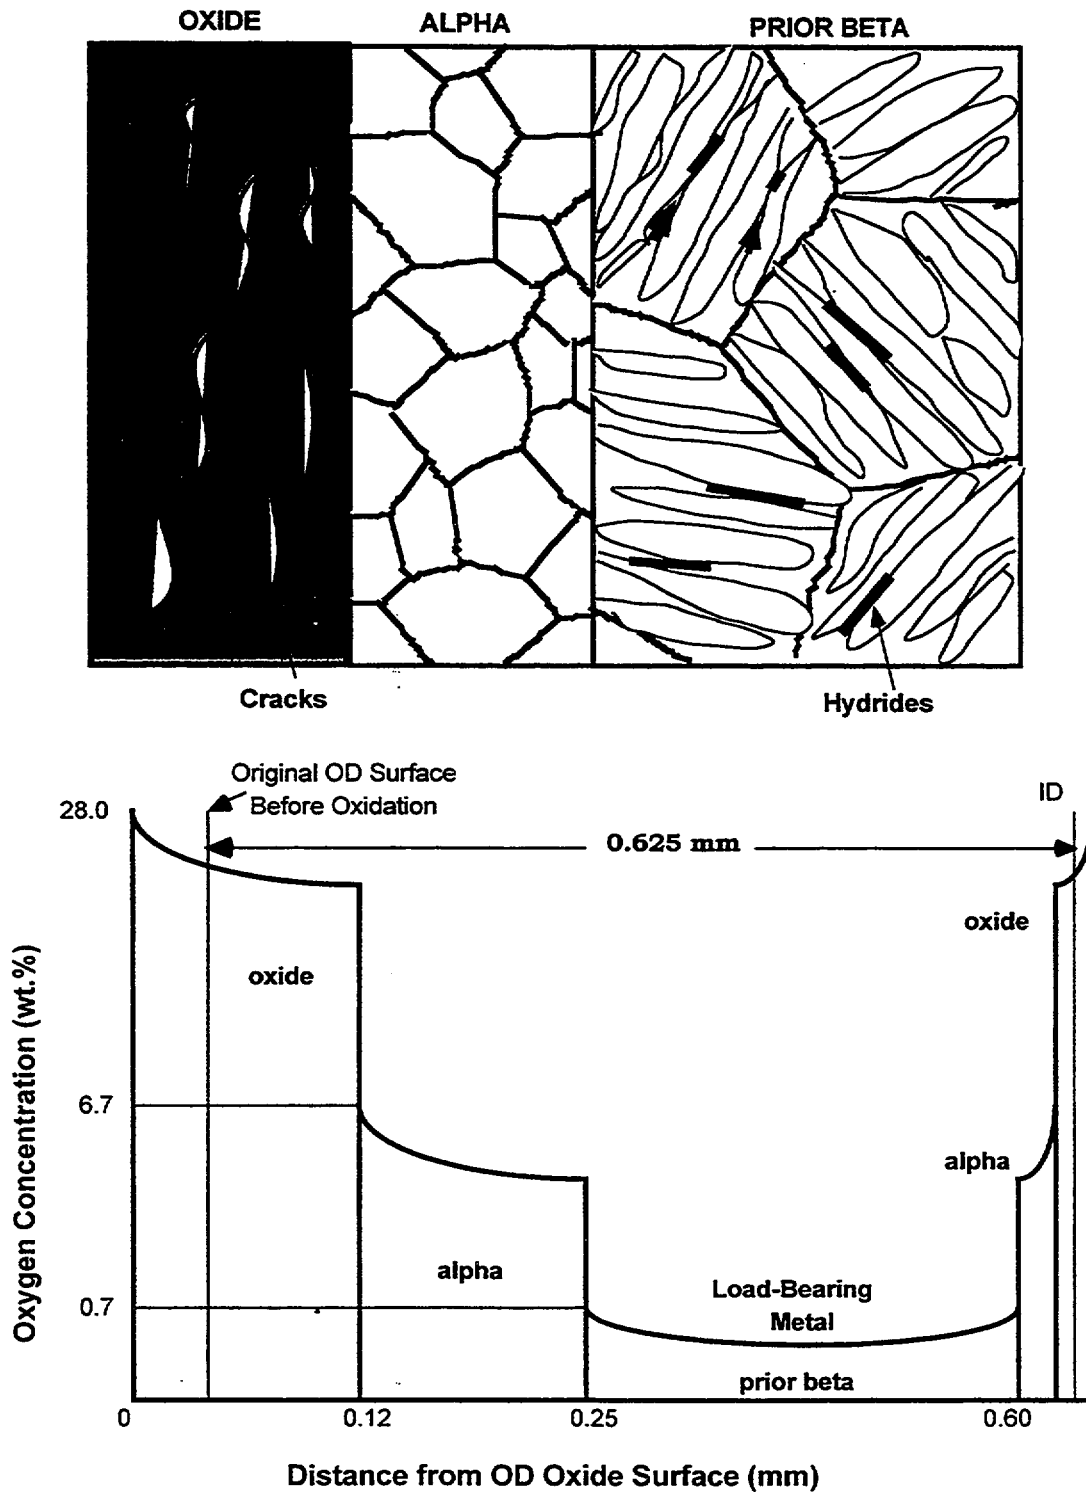 OXIDE
ALPHA
PRIOR BETA
Cracks
Hydrides
Original OD Surface
Before Oxidation
ID
28.0
0.625 mm
oxide
oxide
6.7
alpha
alpha
0.7
Load-Bearing
Metal
prior beta
0
0.12
0.25
0.60
Oxygen Concentration (wt.%)
Distance from OD Oxide Surface (mm)